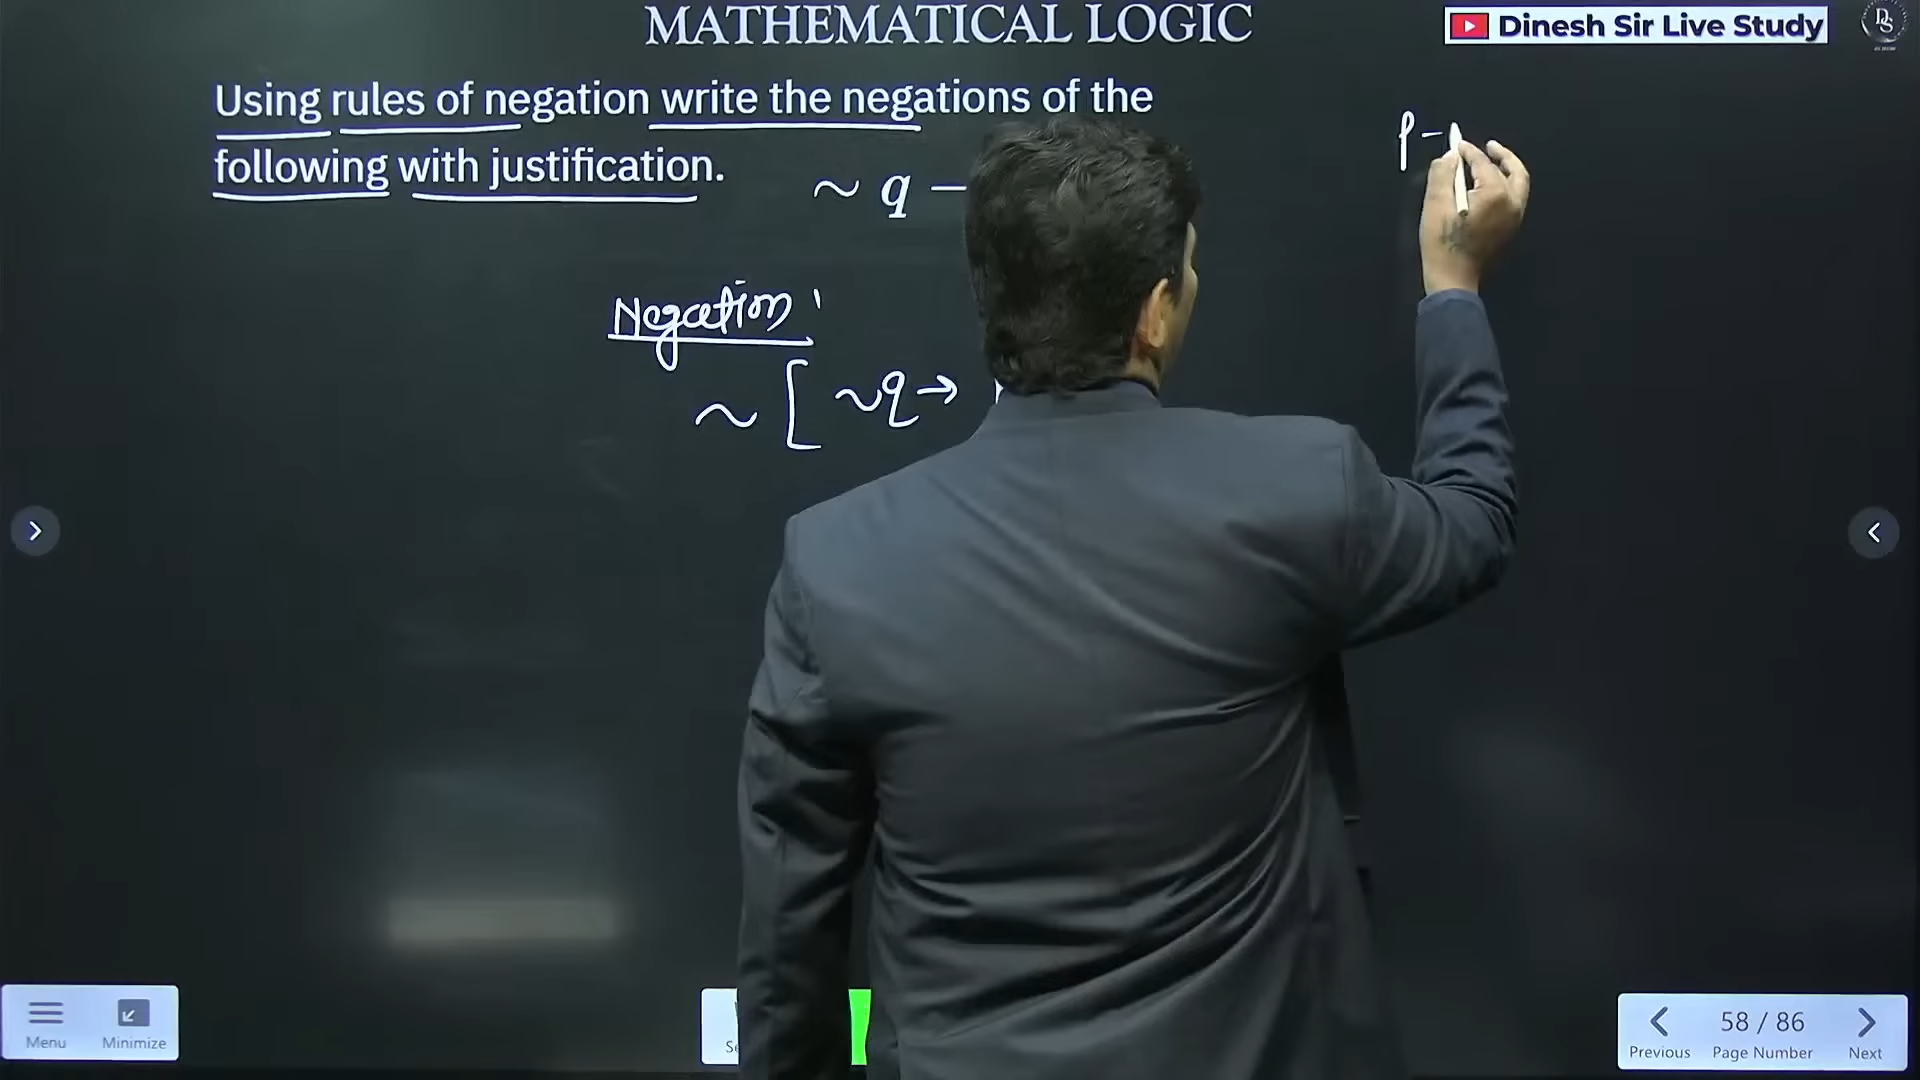 MATHEMATICAL LOGIC
Dinesh Sir Live Study
DS
Using rules of negation write the negations of the
following with justification.
~ q –
p –
Negation
~ [ ~q →
Menu
Minimize
58 / 86
Previous
Page Number
Next